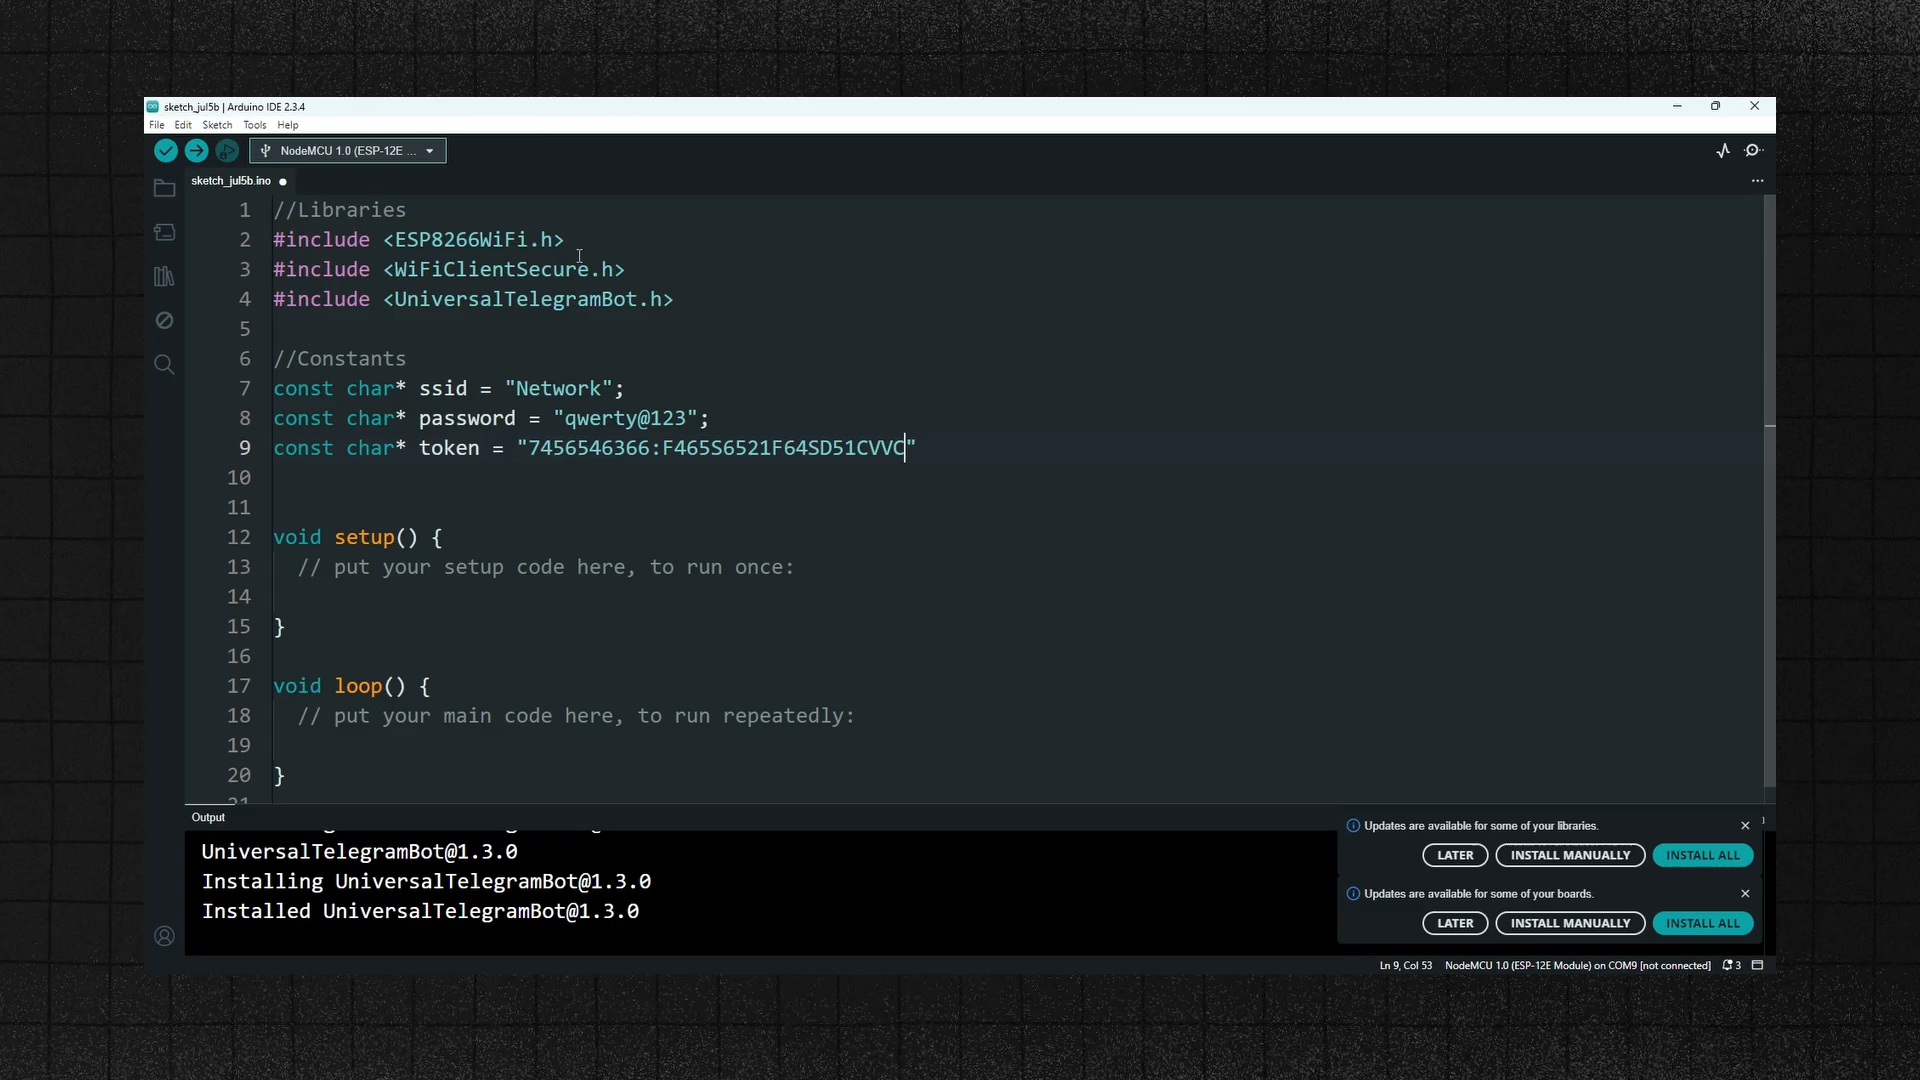 sketch_jul5b | Arduino IDE 2.3.4
File Edit Sketch Tools Help
NodeMCU 1.0 (ESP-12E ...
sketch_jul5b.ino
1 //Libraries
2 #include <ESP8266WiFi.h>
3 #include <WiFiClientSecure.h>
4 #include <UniversalTelegramBot.h>
5
6 //Constants
7 const char* ssid = "Network";
8 const char* password = "qwerty@123";
9 const char* token = "7456546366:F465S6521F64SD51CVVC"
10
11
12 void setup() {
13 // put your setup code here, to run once:
14
15 }
16
17 void loop() {
18 // put your main code here, to run repeatedly:
19
20 }
Output
UniversalTelegramBot@1.3.0
Installing UniversalTelegramBot@1.3.0
Installed UniversalTelegramBot@1.3.0
Updates are available for some of your libraries.
LATER INSTALL MANUALLY INSTALL ALL
Updates are available for some of your boards.
LATER INSTALL MANUALLY INSTALL ALL
Ln 9, Col 53 NodeMCU 1.0 (ESP-12E Module) on COM9 [not connected] 3